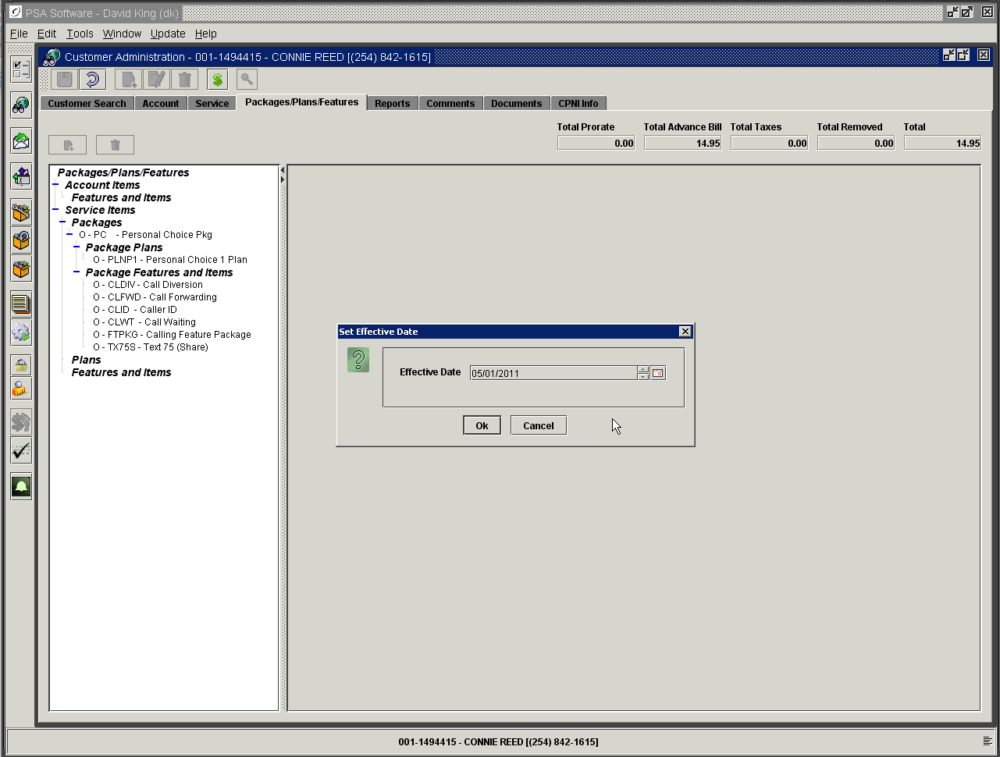 PSA Software - David King (dk)
File Edit Tools Window Update Help
Customer Administration - 001-1494415 - CONNIE REED [(254) 842-1615]
Customer Search Account Service Packages/Plans/Features Reports Comments Documents CPNI Info
Total Prorate Total Advance Bill Total Taxes Total Removed Total
0.00 14.95 0.00 0.00 14.95
Packages/Plans/Features
Account Items
Features and Items
Service Items
Packages
O - PC - Personal Choice Pkg
Package Plans
O - PLNP1 - Personal Choice 1 Plan
Package Features and Items
O - CLDIV - Call Diversion
O - CLFWD - Call Forwarding
O - CLID - Caller ID
O - CLWT - Call Waiting
O - FTPKG - Calling Feature Package
O - TX75S - Text 75 (Share)
Plans
Features and Items
Set Effective Date
Effective Date 05/01/2011
Ok Cancel
001-1494415 - CONNIE REED [(254) 842-1615]